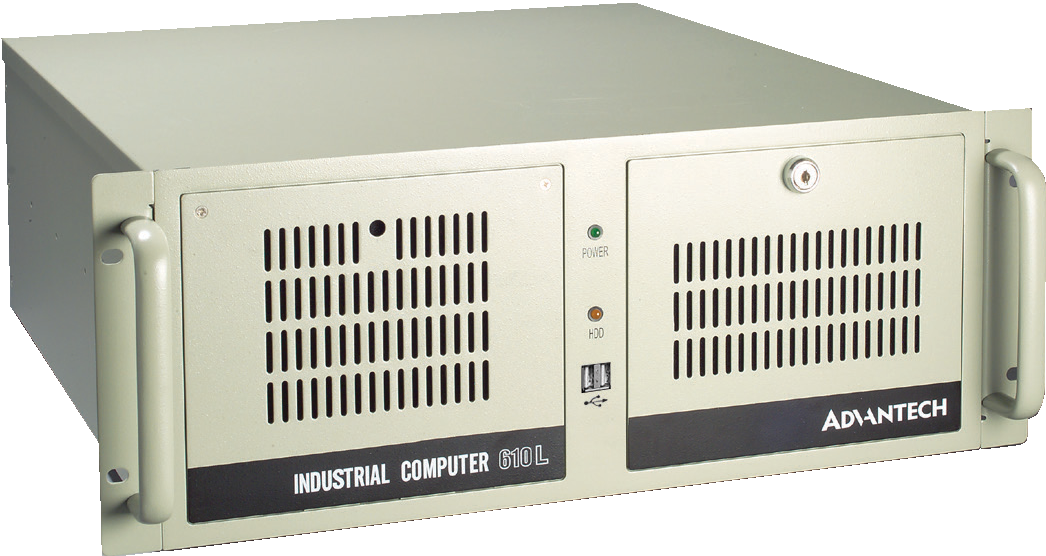 POWER
HDD
INDUSTRIAL COMPUTER 610L
ADVANTECH